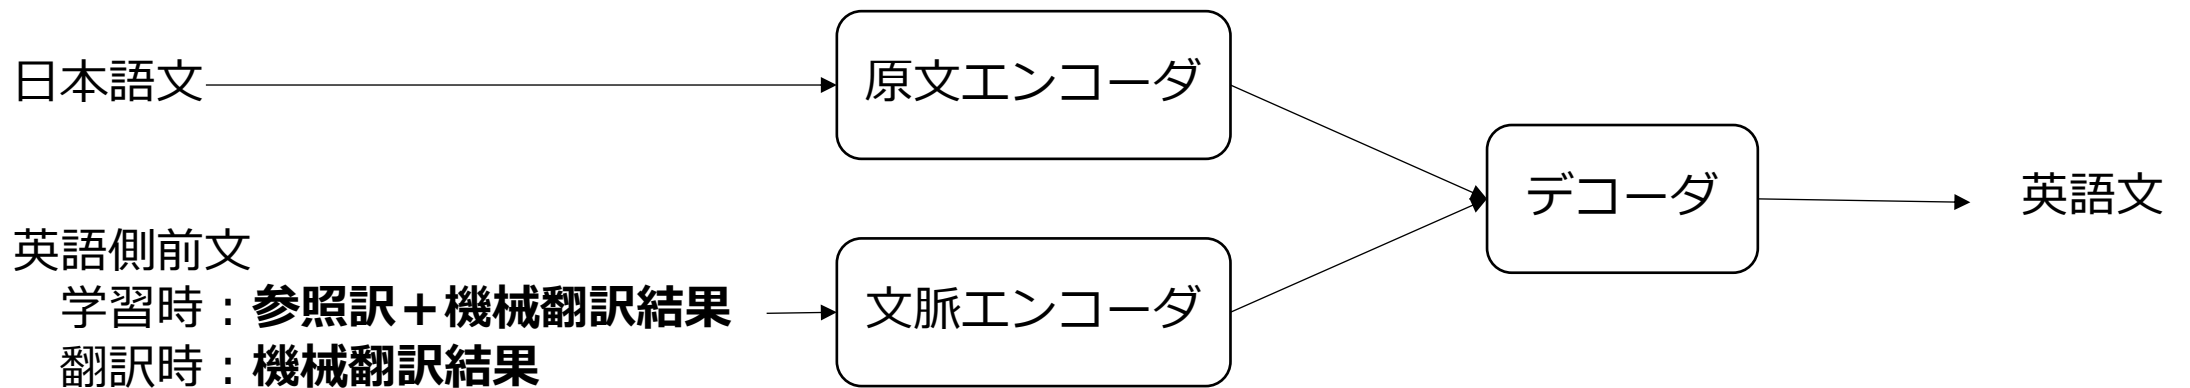 日本語文
原文エンコーダ
デコーダ
英語文
英語側前文
学習時：参照訳＋機械翻訳結果
翻訳時：機械翻訳結果
文脈エンコーダ